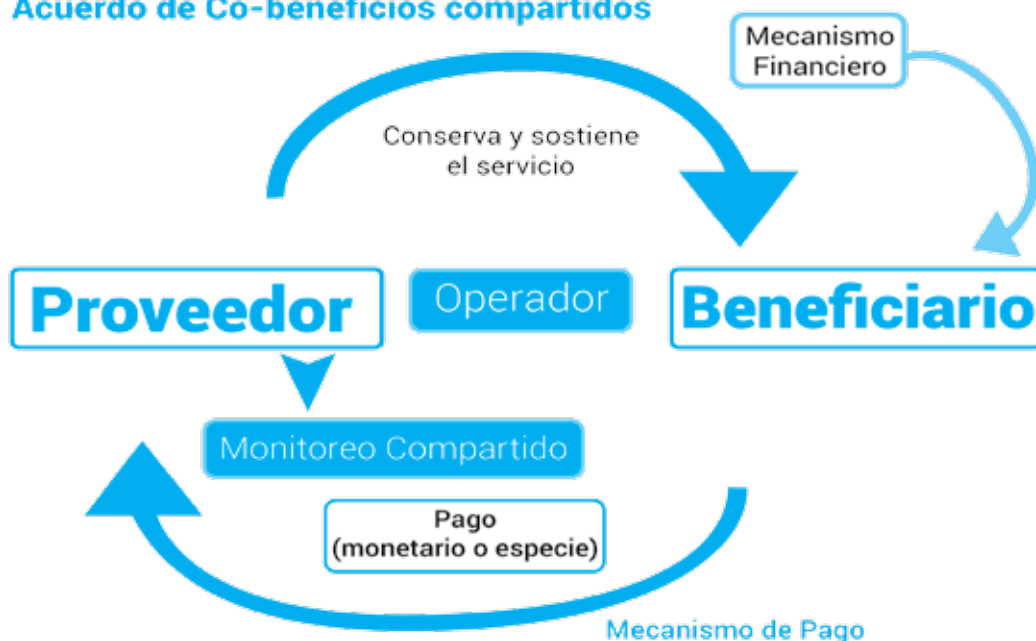 Acuerdo de Co-beneficios compartidos
Mecanismo
Financiero
Conserva y sostiene
el servicio
Proveedor
Operador
Beneficiario
Monitoreo Compartido
Pago
(monetario o especie)
Mecanismo de Pago